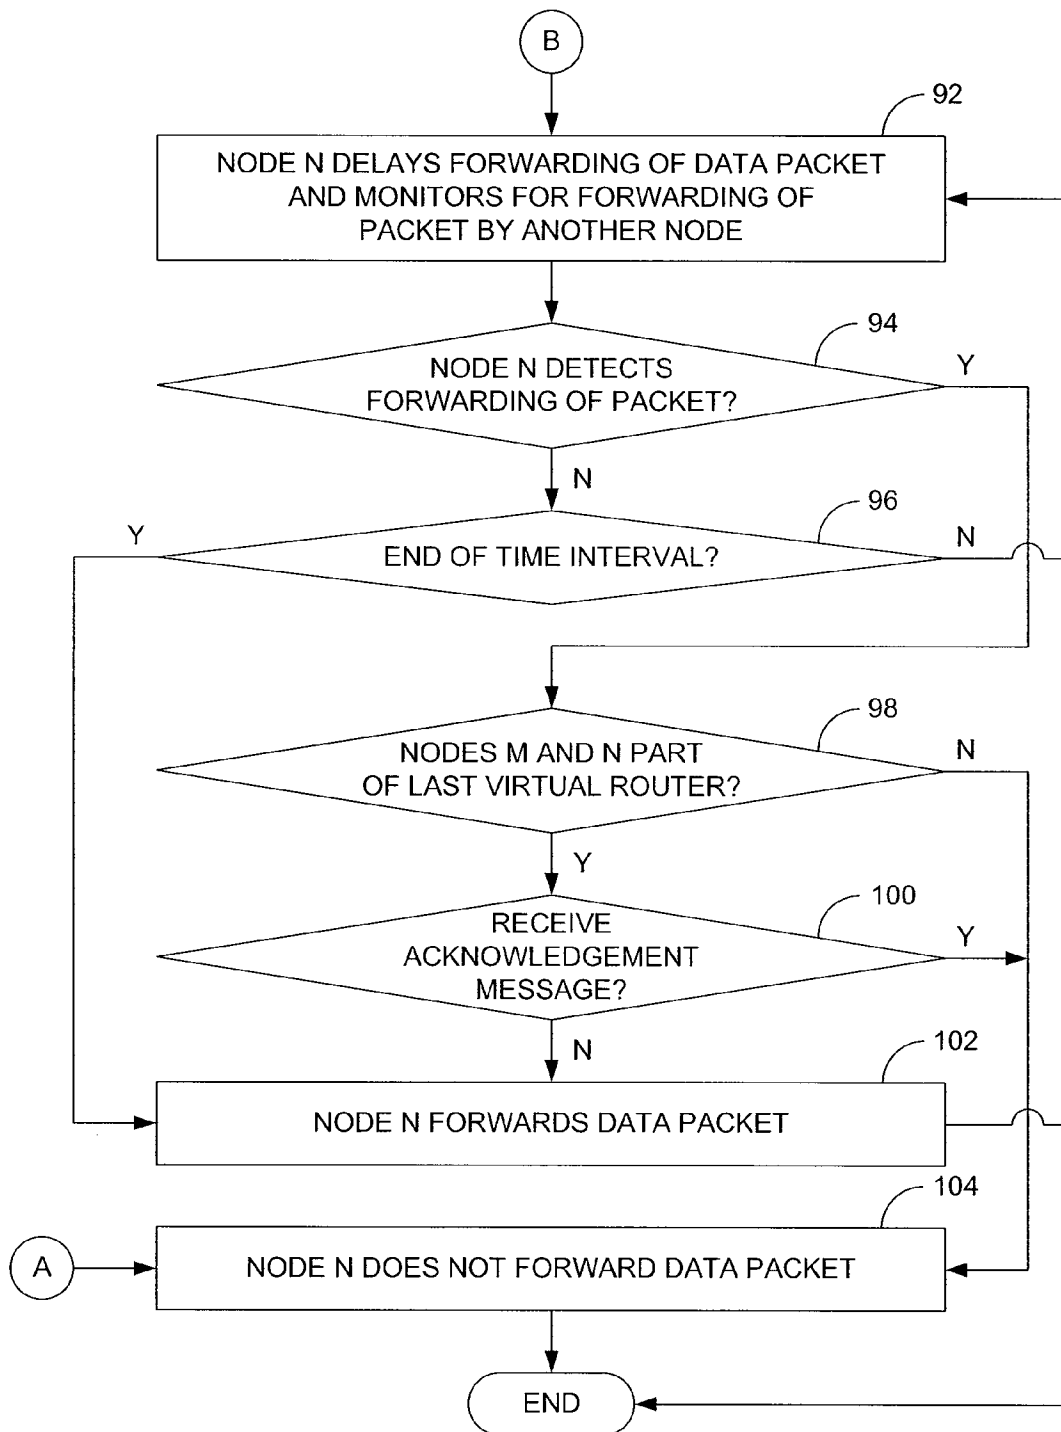 B
92
NODE N DELAYS FORWARDING OF DATA PACKET
AND MONITORS FOR FORWARDING OF
PACKET BY ANOTHER NODE
94
NODE N DETECTS
FORWARDING OF PACKET?
Y
N
96
Y
END OF TIME INTERVAL?
N
98
NODES M AND N PART
OF LAST VIRTUAL ROUTER?
N
Y
100
RECEIVE
ACKNOWLEDGEMENT
MESSAGE?
Y
N
102
NODE N FORWARDS DATA PACKET
104
A
NODE N DOES NOT FORWARD DATA PACKET
END